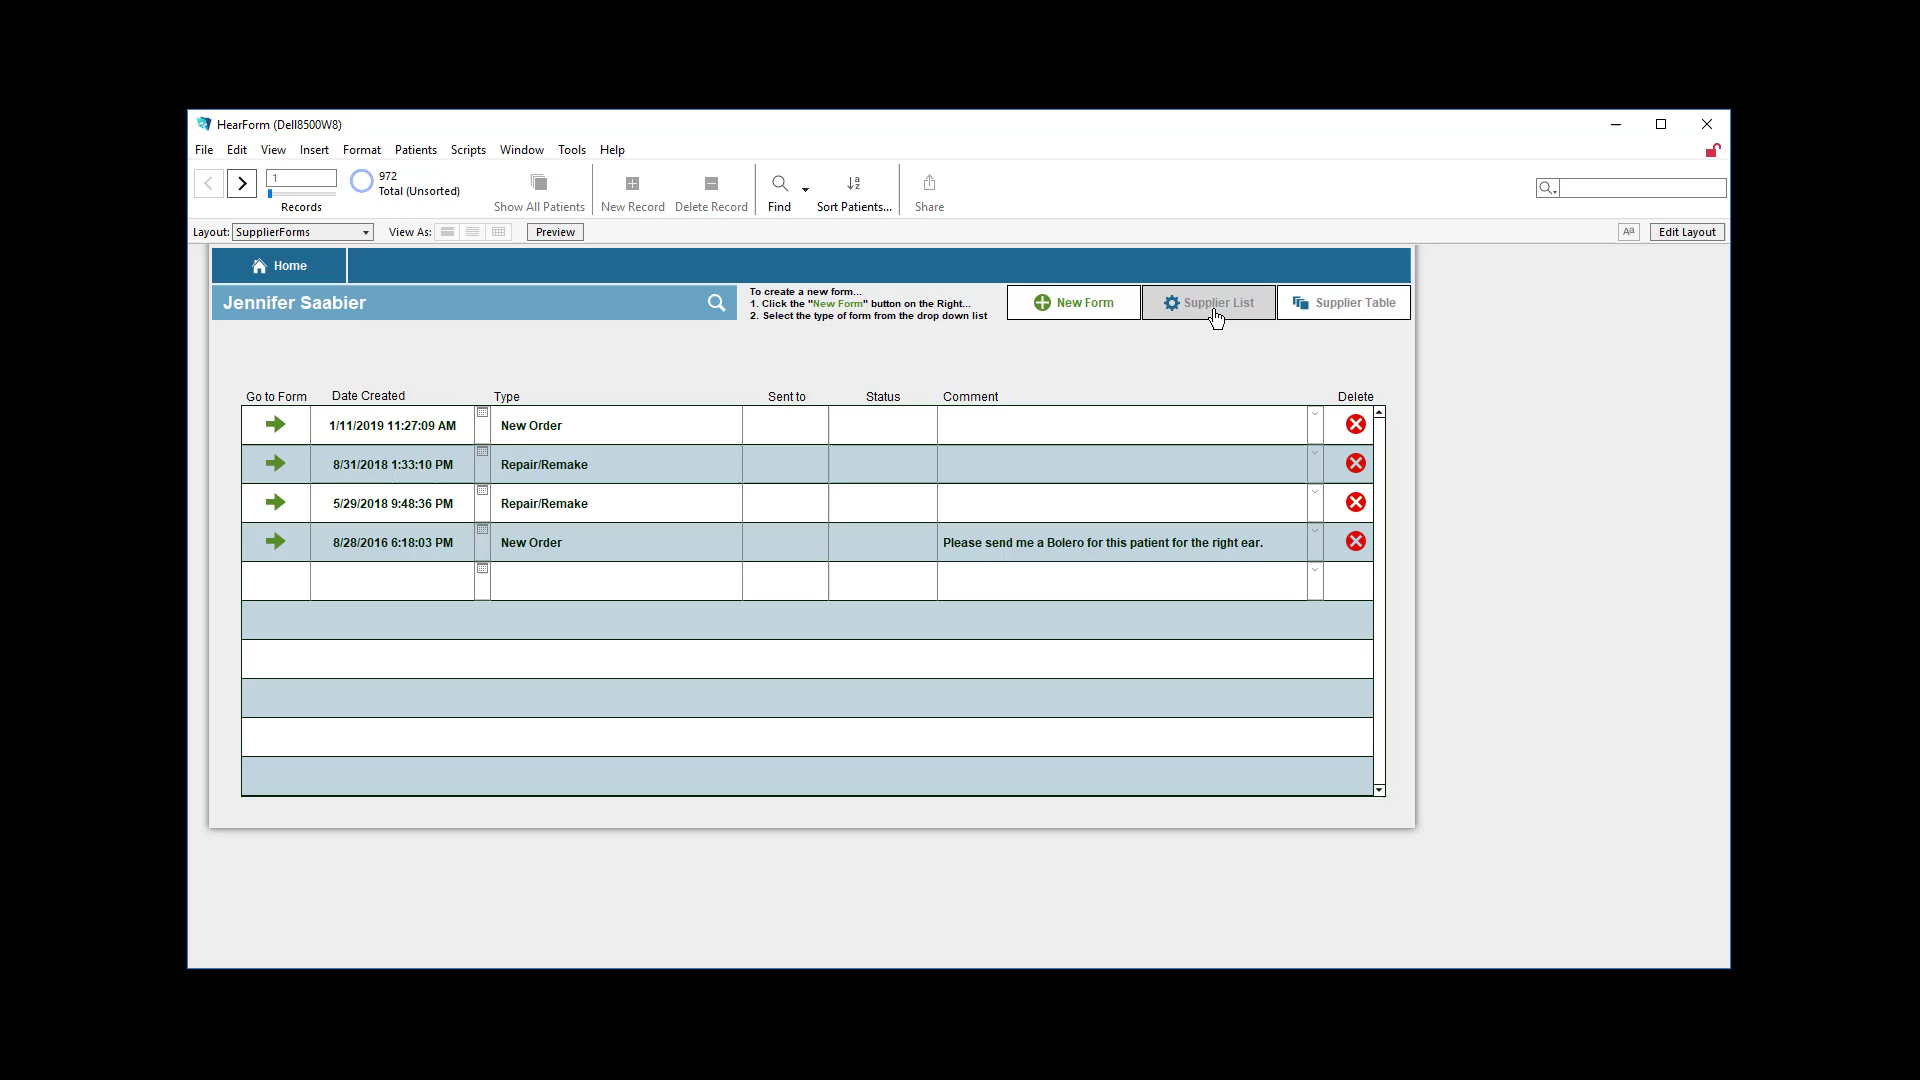 HearForm (Dell8500W8)
File Edit View Insert Format Patients Scripts Window Tools Help
1
972
Total (Unsorted)
Records
Show All Patients
New Record
Delete Record
Find
Sort Patients...
Share
Layout: SupplierForms View As: Preview Aa Edit Layout
Home
Jennifer Saabier
To create a new form...
1. Click the "New Form" button on the Right...
2. Select the type of form from the drop down list
New Form
Supplier List
Supplier Table
Go to Form Date Created Type Sent to Status Comment Delete
1/11/2019 11:27:09 AM New Order
8/31/2018 1:33:10 PM Repair/Remake
5/29/2018 9:48:36 PM Repair/Remake
8/28/2016 6:18:03 PM New Order Please send me a Bolero for this patient for the right ear.